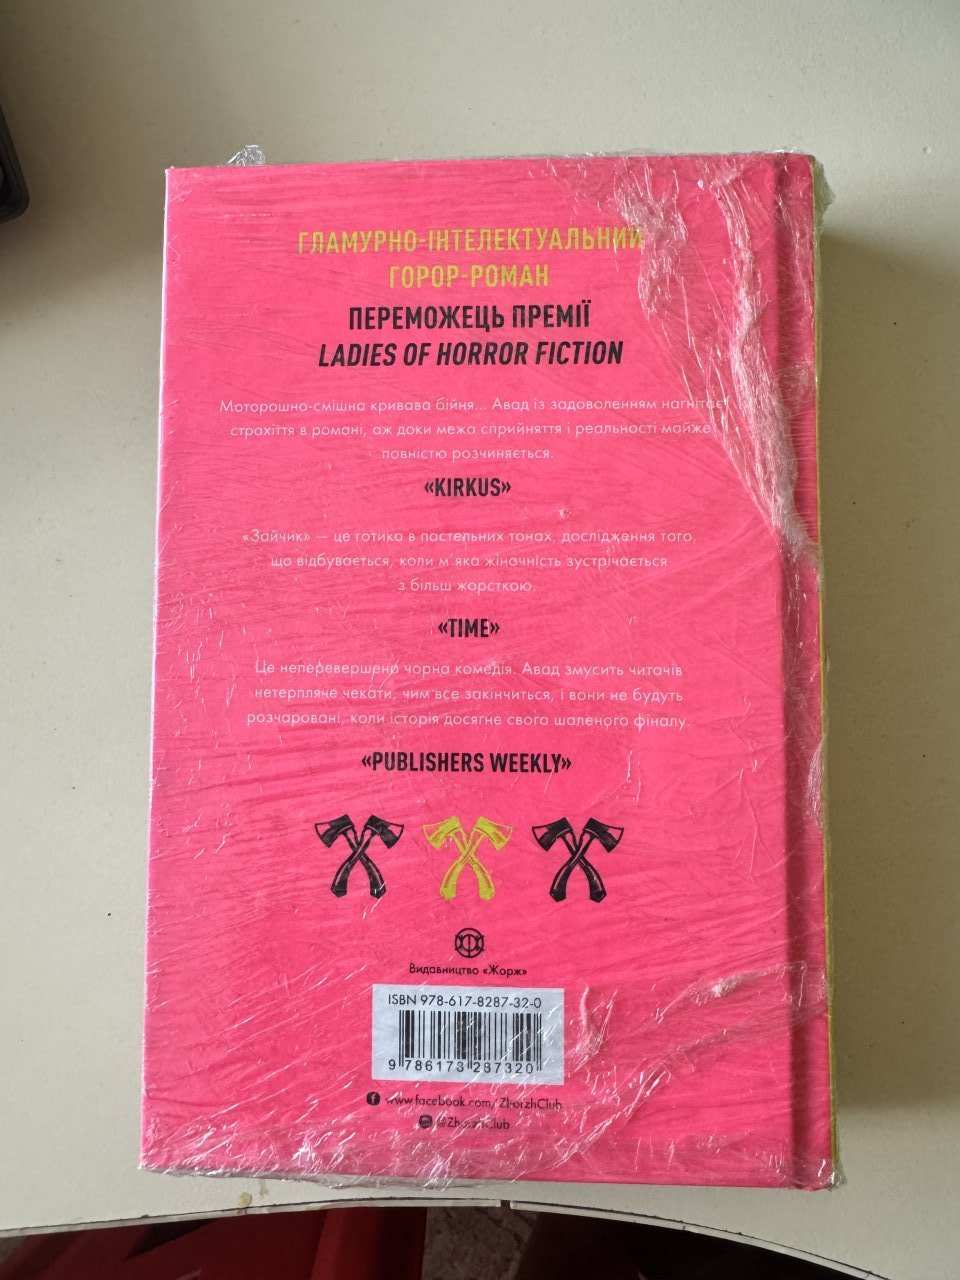 ГЛАМУРНО-ІНТЕЛЕКТУАЛЬНИЙ
ГОРОР-РОМАН
ПЕРЕМОЖЕЦЬ ПРЕМІЇ
LADIES OF HORROR FICTION
Моторошно-смішна кривава бійня... Авад із задоволенням нагнітає
страхіття в романі, аж доки межа сприйняття і реальності майже
повністю розчиняється.
«KIRKUS»
«Зайчик» — це готика в пастельних тонах, дослідження того,
що відбувається, коли м'яка жіночність зустрічається
з більш жорсткою.
«TIME»
Це неперевершена чорна комедія. Авад змусить читачів
нетерпляче чекати, чим все закінчиться, і вони не будуть
розчаровані, коли історія досягне свого шаленого фіналу.
«PUBLISHERS WEEKLY»
Видавництво «Жорж»
ISBN 978-617-8287-32-0
9 786173 287320
www.facebook.com/ZhorzhClub
@ZhorzhClub